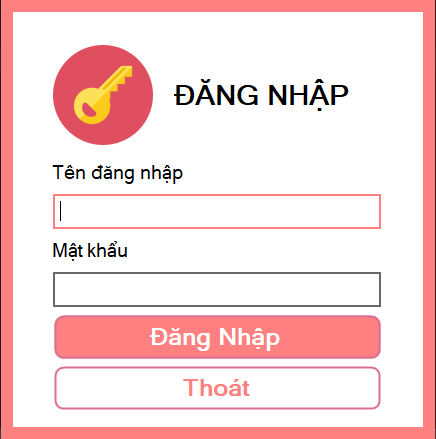 ĐĂNG NHẬP
Tên đăng nhập
Mật khẩu
Đăng Nhập
Thoát